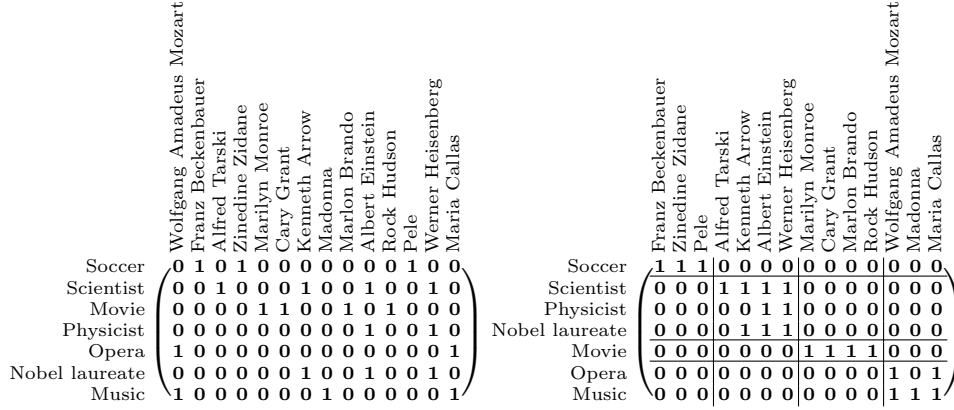 Wolfgang Amadeus Mozart
Franz Beckenbauer
Alfred Tarski
Zinedine Zidane
Marilyn Monroe
Cary Grant
Kenneth Arrow
Madonna
Marlon Brando
Albert Einstein
Rock Hudson
Pele
Werner Heisenberg
Maria Callas
Soccer 0 1 0 1 0 0 0 0 0 0 0 1 0 0
Scientist 0 0 1 0 0 0 1 0 0 1 0 0 1 0
Movie 0 0 0 0 1 1 0 0 1 0 1 0 0 0
Physicist 0 0 0 0 0 0 0 0 0 1 0 0 1 0
Opera 1 0 0 0 0 0 0 0 0 0 0 0 0 1
Nobel laureate 0 0 0 0 0 0 1 0 0 1 0 0 1 0
Music 1 0 0 0 0 0 0 1 0 0 0 0 0 1
Franz Beckenbauer
Zinedine Zidane
Pele
Alfred Tarski
Kenneth Arrow
Albert Einstein
Werner Heisenberg
Marilyn Monroe
Cary Grant
Marlon Brando
Rock Hudson
Wolfgang Amadeus Mozart
Madonna
Maria Callas
Soccer 1 1 1 0 0 0 0 0 0 0 0 0 0 0
Scientist 0 0 0 1 1 1 1 0 0 0 0 0 0 0
Physicist 0 0 0 0 0 1 1 0 0 0 0 0 0 0
Nobel laureate 0 0 0 0 1 1 1 0 0 0 0 0 0 0
Movie 0 0 0 0 0 0 0 1 1 1 1 0 0 0
Opera 0 0 0 0 0 0 0 0 0 0 0 1 0 1
Music 0 0 0 0 0 0 0 0 0 0 0 1 1 1